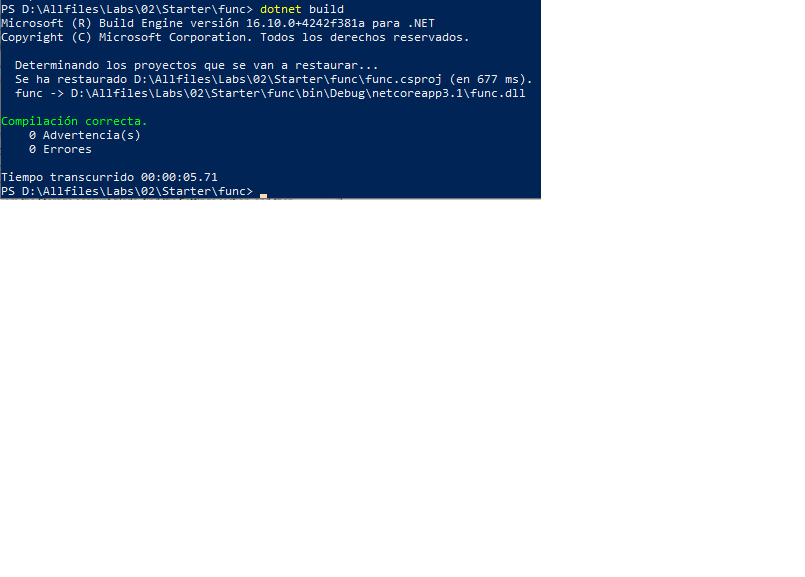 PS D:\Allfiles\Labs\02\Starter\func> dotnet build
Microsoft (R) Build Engine versión 16.10.0+4242f381a para .NET
Copyright (C) Microsoft Corporation. Todos los derechos reservados.
Determinando los proyectos que se van a restaurar...
Se ha restaurado D:\Allfiles\Labs\02\Starter\func\func.csproj (en 677 ms).
func -> D:\Allfiles\Labs\02\Starter\func\bin\Debug\netcoreapp3.1\func.dll
Compilación correcta.
0 Advertencia(s)
0 Errores
Tiempo transcurrido 00:00:05.71
PS D:\Allfiles\Labs\02\Starter\func>